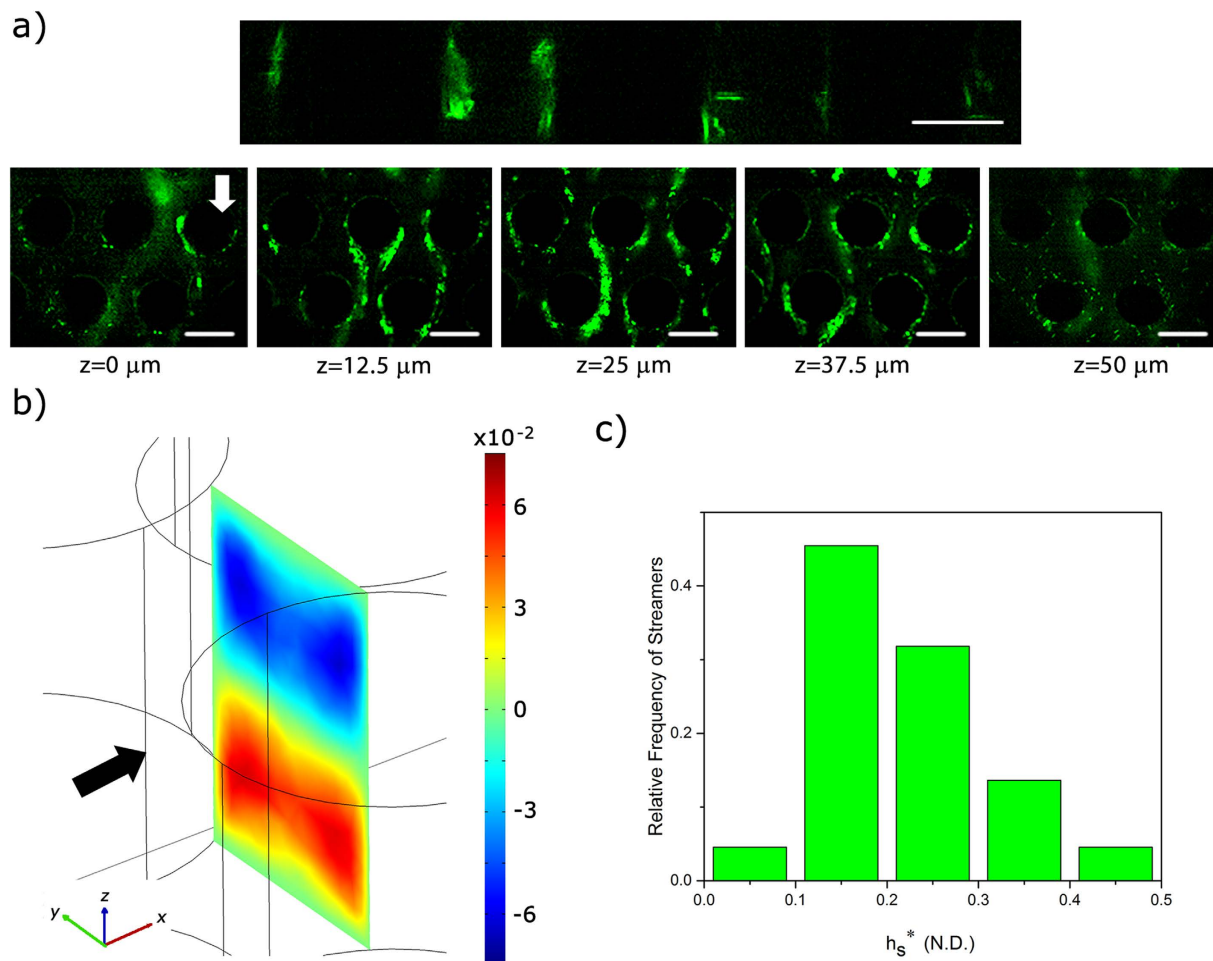 a)
z=0 μm
z=12.5 μm
z=25 μm
z=37.5 μm
z=50 μm
b)
x10⁻²
6
3
0
-3
-6
y
z
x
c)
Relative Frequency of Streamers
0.4
0.2
0.0
0.0 0.1 0.2 0.3 0.4 0.5
hₛ* (N.D.)